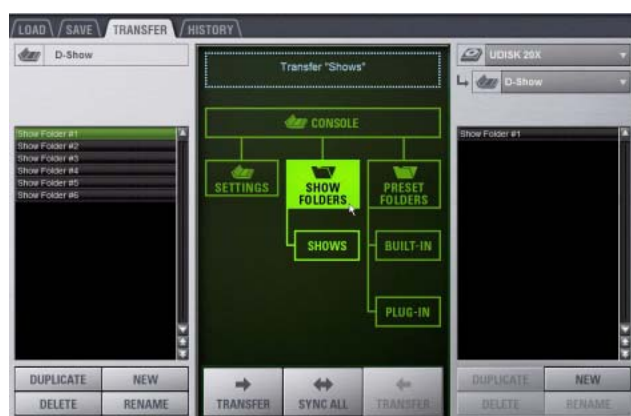 LOAD
SAVE
TRANSFER
HISTORY
D-Show
Show Folder #1
Show Folder #2
Show Folder #3
Show Folder #4
Show Folder #5
Show Folder #6
DUPLICATE
NEW
DELETE
RENAME
Transfer "Shows"
CONSOLE
SETTINGS
SHOW
FOLDERS
PRESET
FOLDERS
SHOWS
BUILT-IN
PLUG-IN
TRANSFER
SYNC ALL
TRANSFER
UDISK 20X
D-Show
Show Folder #1
DUPLICATE
NEW
DELETE
RENAME